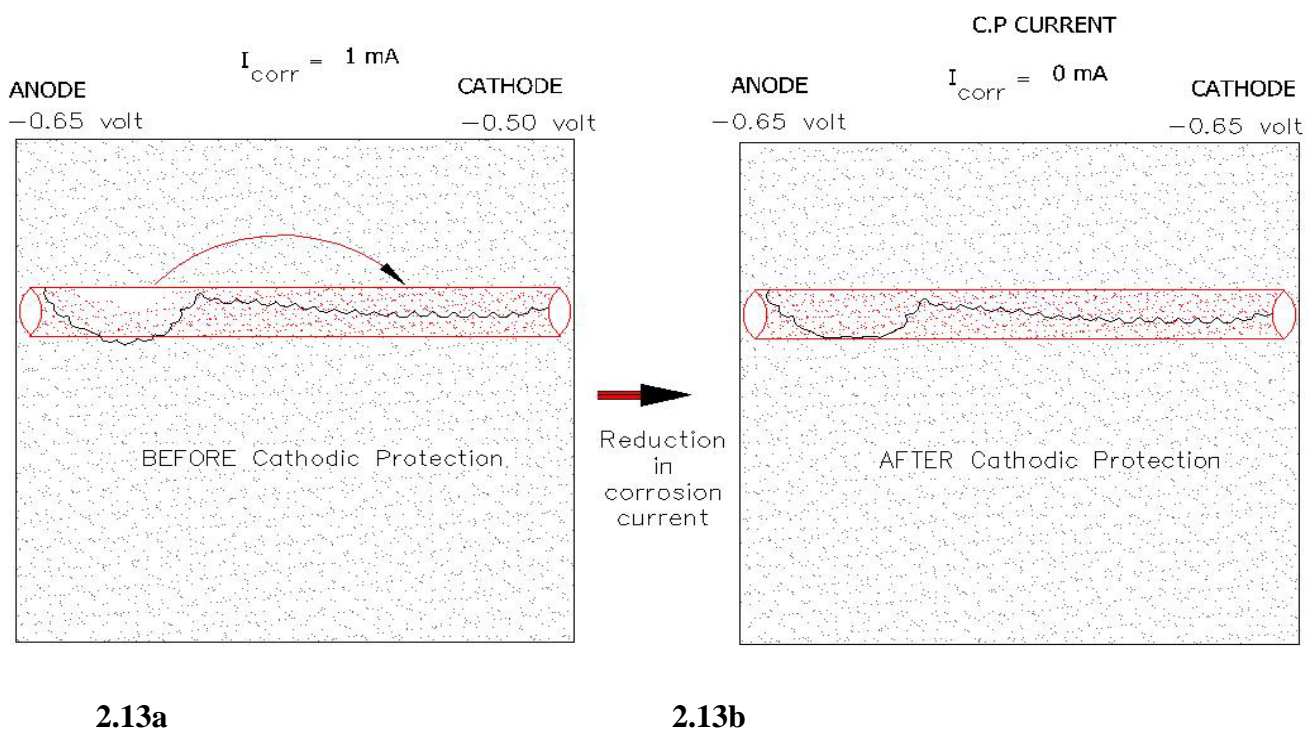 C.P CURRENT
I corr = 1 mA
ANODE
CATHODE
−0.65 volt
−0.50 volt
I corr = 0 mA
ANODE
CATHODE
−0.65 volt
−0.65 volt
BEFORE Cathodic Protection
Reduction
in
corrosion
current
AFTER Cathodic Protection
2.13a
2.13b